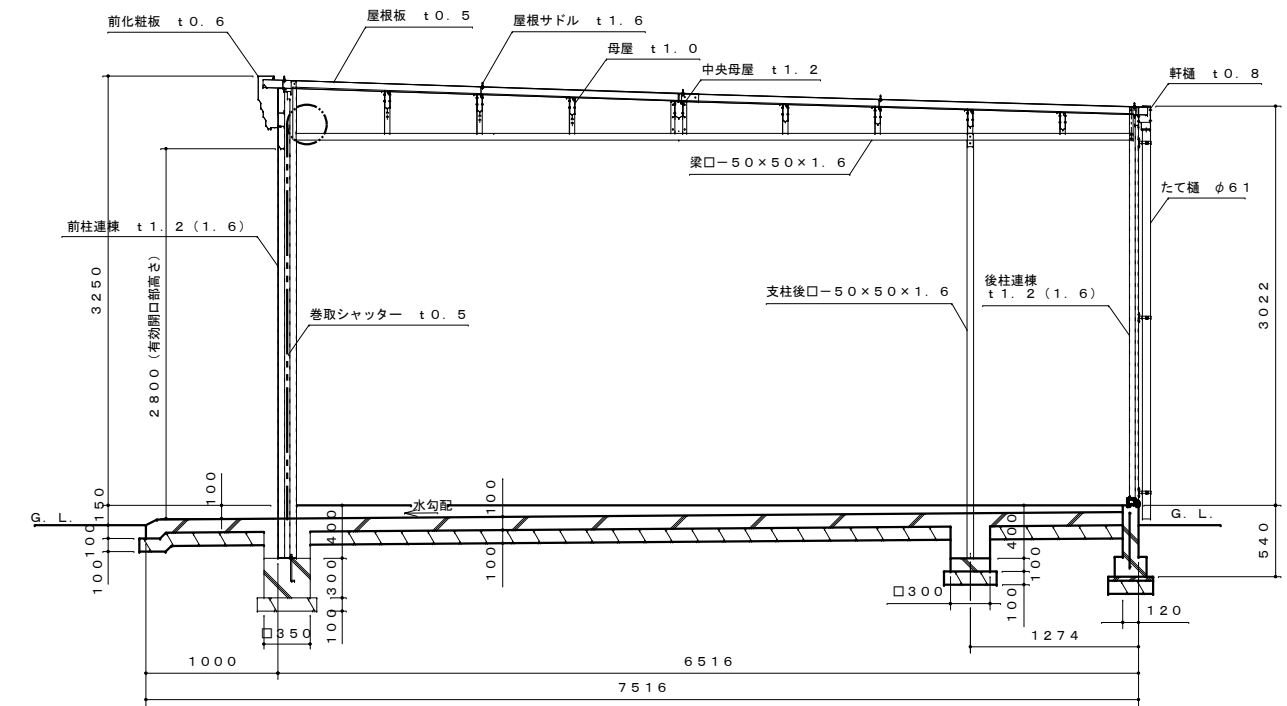 前化粧板 t0.6
屋根板 t0.5
屋根サドル t1.6
母屋 t1.0
中央母屋 t1.2
軒樋 t0.8
梁口-50×50×1.6
たて樋 φ61
前柱連棟 t1.2(1.6)
3250
2800(有効開口部高さ)
支柱後口-50×50×1.6
後柱連棟
t1.2(1.6)
3022
巻取シャッター t0.5
150
100
水勾配
100
G.L.
G.L.
100
100
100
400
300
100
400
100
100
540
□300
□350
120
1274
1000
6516
7516